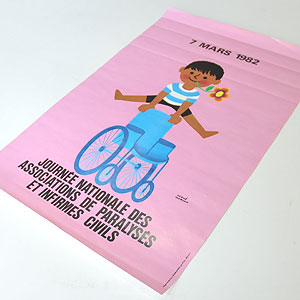 7 MARS 1982
JOURNÉE NATIONALE DES
ASSOCIATIONS DE PARALYSÉS
ET INFIRMES CIVILS